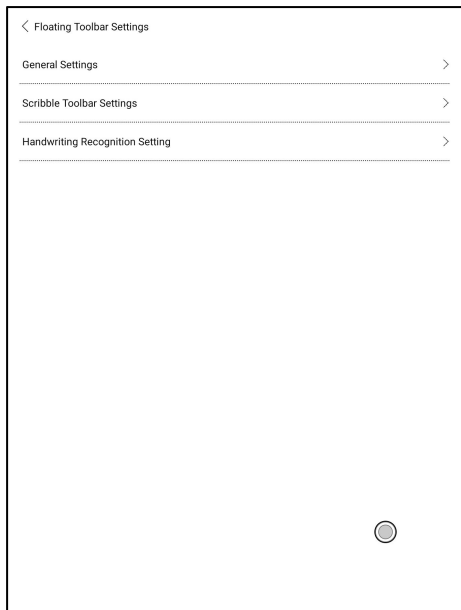 Floating Toolbar Settings
General Settings
Scribble Toolbar Settings
Handwriting Recognition Setting